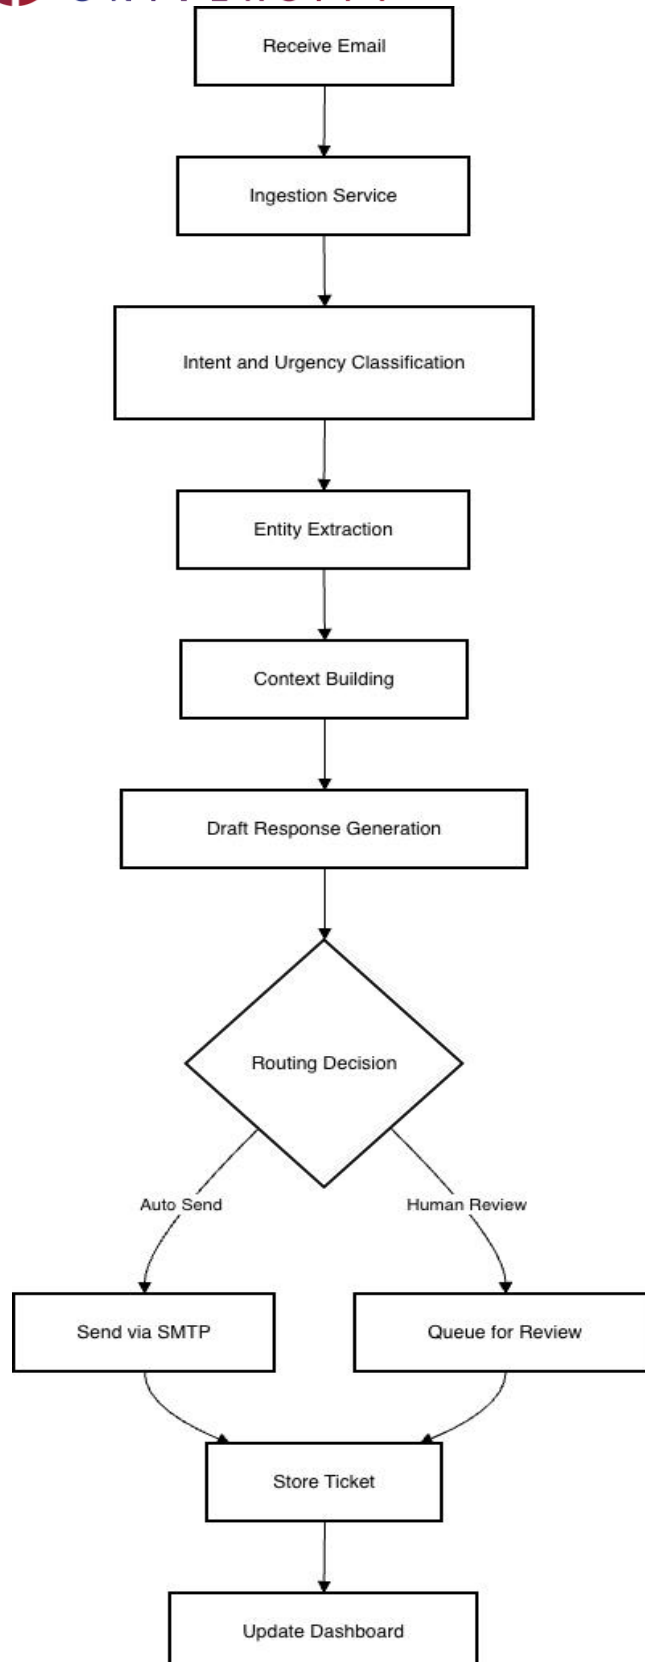 Receive Email
Ingestion Service
Intent and Urgency Classification
Entity Extraction
Context Building
Draft Response Generation
Routing Decision
Auto Send
Human Review
Send via SMTP
Queue for Review
Store Ticket
Update Dashboard